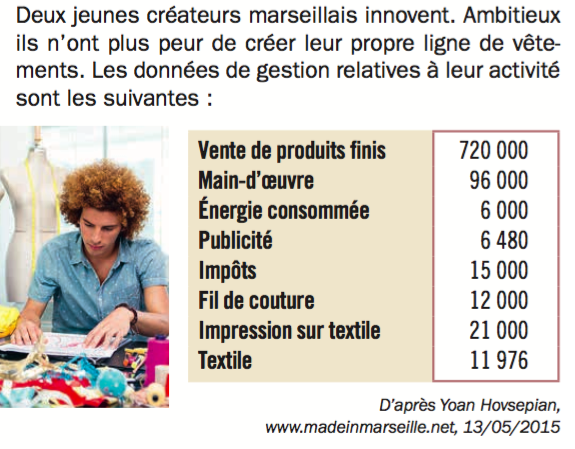 Deux jeunes créateurs marseillais innovent. Ambitieux
ils n'ont plus peur de créer leur propre ligne de vête-
ments. Les données de gestion relatives à leur activité
sont les suivantes :
Vente de produits finis 720 000
Main-d'œuvre 96 000
Énergie consommée 6 000
Publicité 6 480
Impôts 15 000
Fil de couture 12 000
Impression sur textile 21 000
Textile 11 976
D'après Yoan Hovsepian,
www.madeinmarseille.net, 13/05/2015